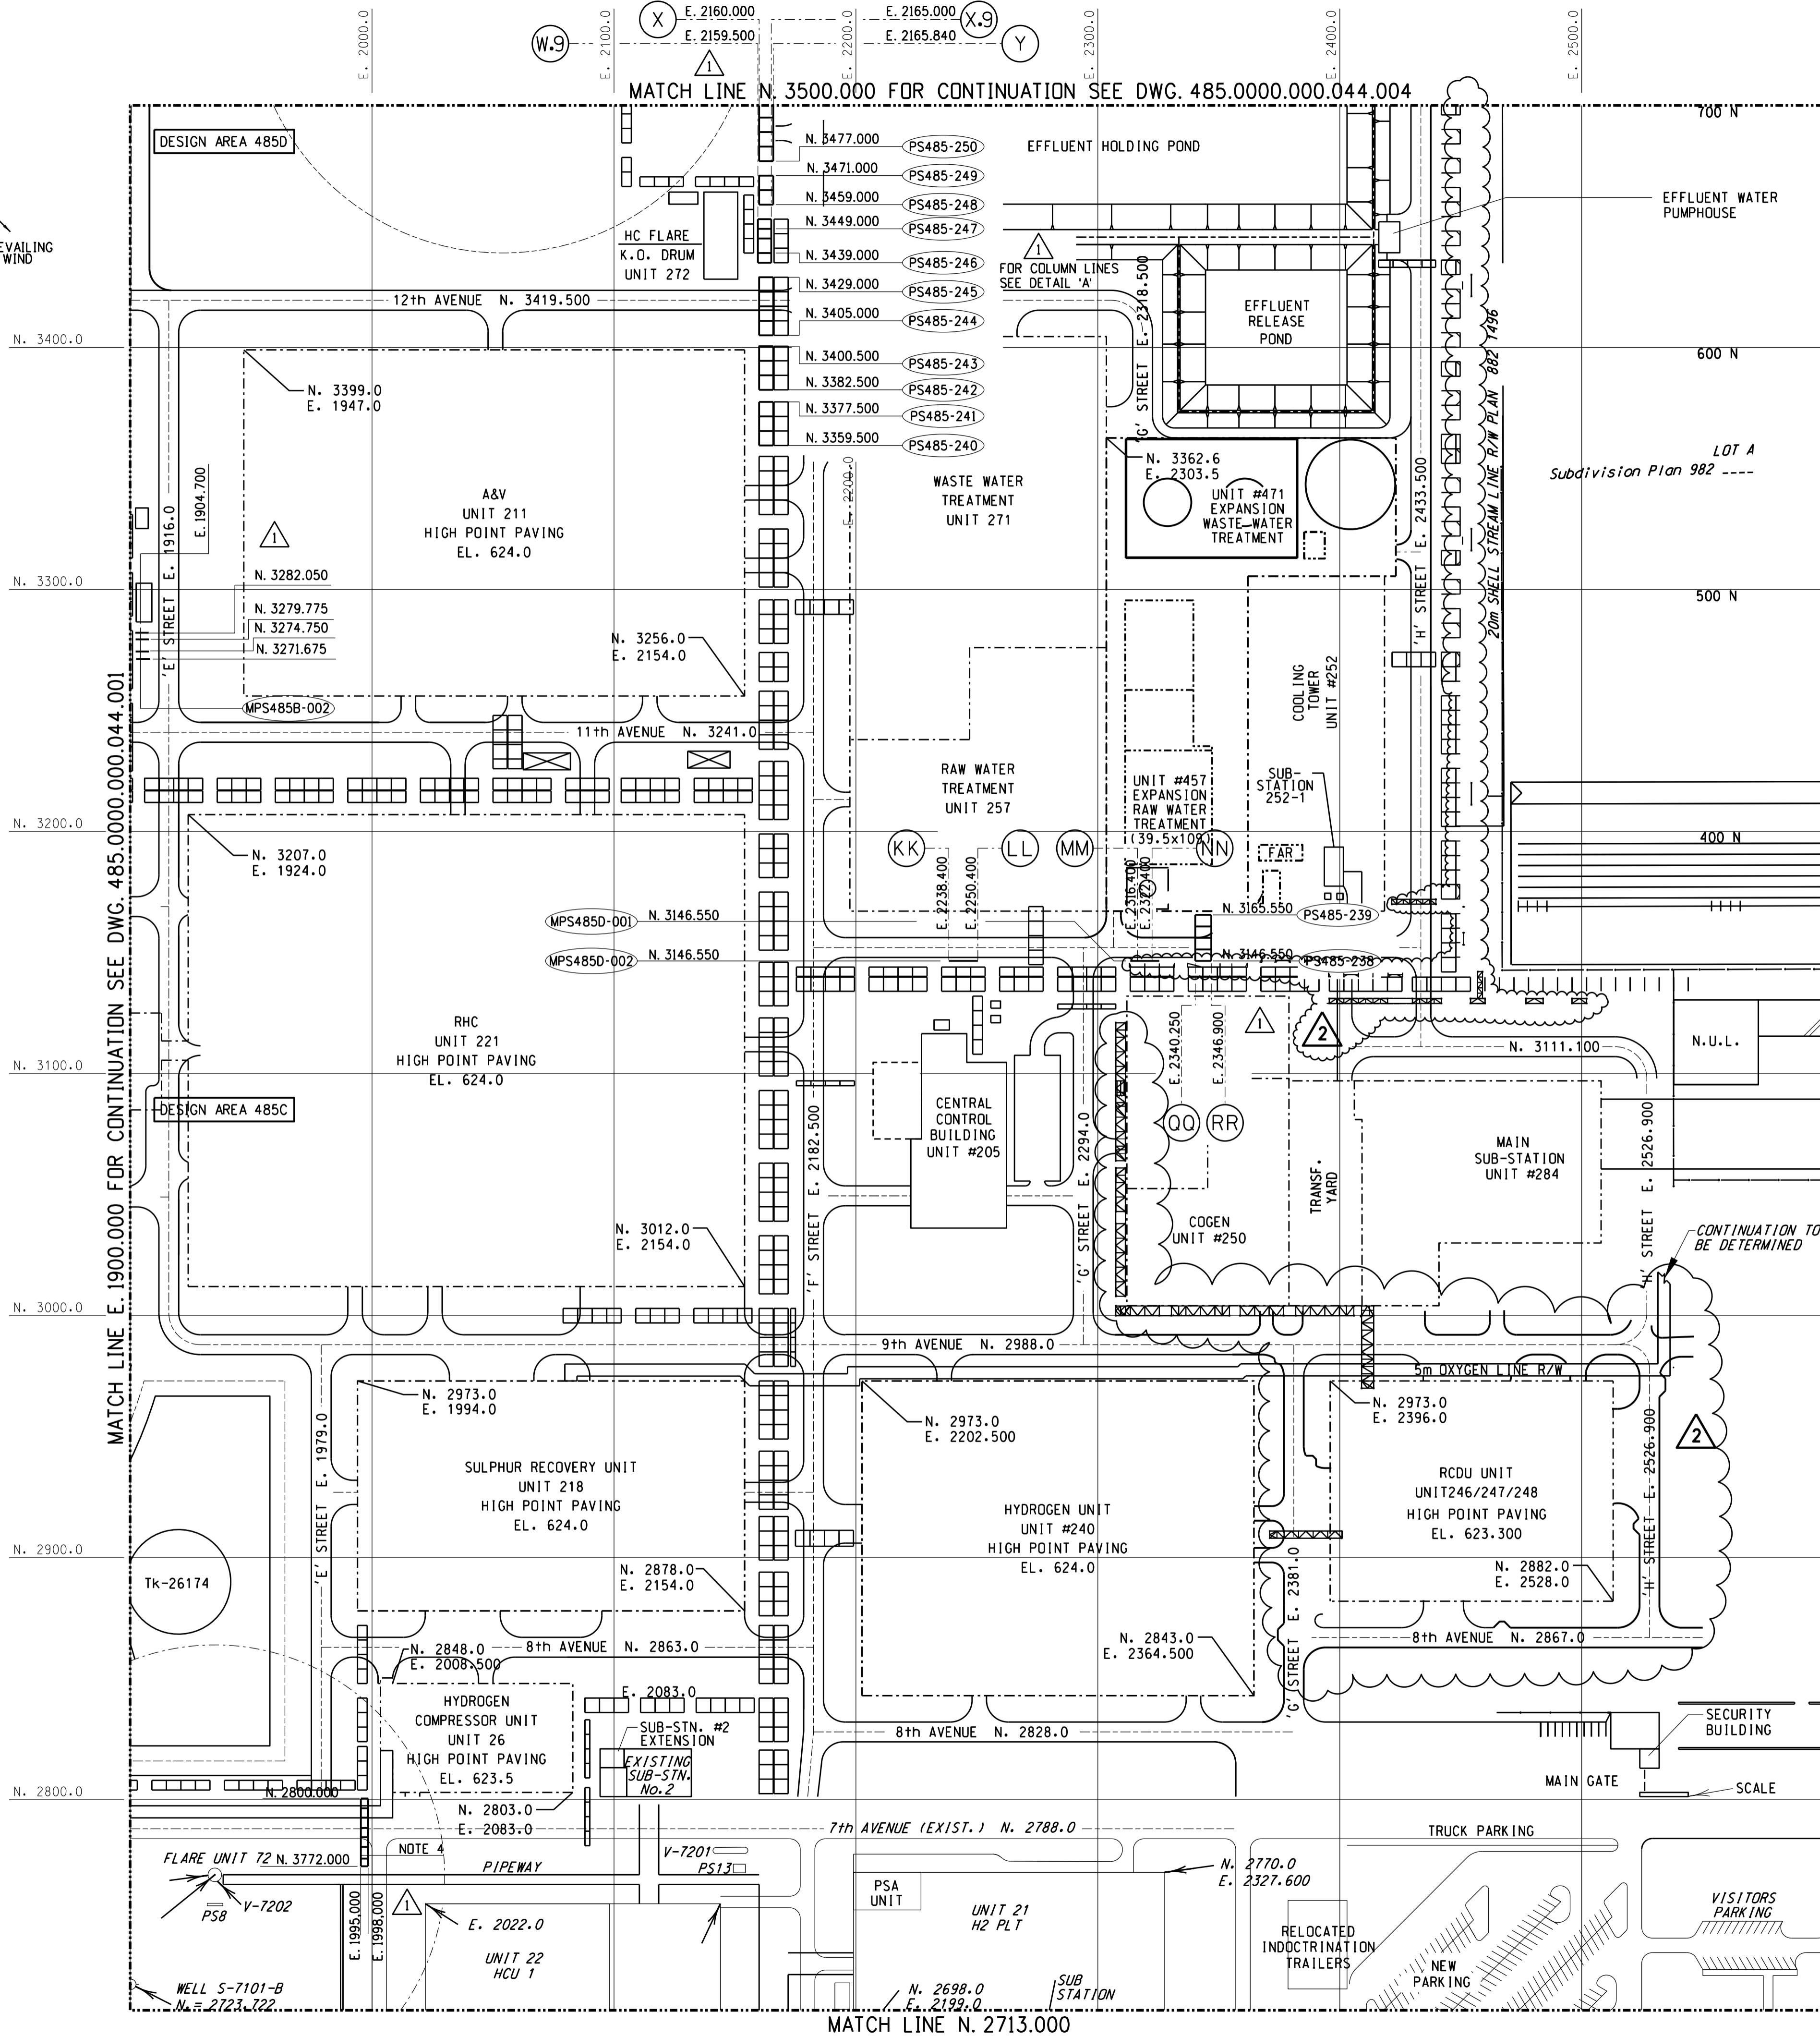 E. 2000.0
E. 2100.0
W.9
X
E. 2160.000
E. 2159.500
1
E. 2165.000
E. 2165.840
X.9
Y
E. 2200.0
E. 2300.0
E. 2400.0
E. 2500.0
MATCH LINE N. 3500.000 FOR CONTINUATION SEE DWG. 485.0000.000.044.004
700 N
DESIGN AREA 485D
N. 3477.000 PS485-250
EFFLUENT HOLDING POND
N. 3471.000 PS485-249
N. 3459.000 PS485-248
N. 3449.000 PS485-247
N. 3439.000 PS485-246
N. 3429.000 PS485-245
N. 3405.000 PS485-244
N. 3400.500 PS485-243
N. 3382.500 PS485-242
N. 3377.500 PS485-241
N. 3359.500 PS485-240
EFFLUENT WATER
PUMPHOUSE
EVAILING
WIND
HC FLARE
K.O. DRUM
UNIT 272
1
FOR COLUMN LINES
SEE DETAIL 'A'
'G' STREET E. 2318.500
12th AVENUE N. 3419.500
EFFLUENT
RELEASE
POND
N. 3400.0
600 N
N. 3399.0
E. 1947.0
20m SHELL STREAM LINE R/W PLAN 882 1496
LOT A
Subdivision Plan 982 ----
N. 3362.6
E. 2303.5
UNIT #471
EXPANSION
WASTE-WATER
TREATMENT
'H' STREET E. 2433.500
E. 2200.0
WASTE WATER
TREATMENT
UNIT 271
A&V
UNIT 211
HIGH POINT PAVING
EL. 624.0
1
E. 1904.700
'E' STREET E. 1916.0
N. 3300.0
500 N
N. 3282.050
N. 3279.775
N. 3274.750
N. 3271.675
N. 3256.0
E. 2154.0
MPS485B-002
11th AVENUE N. 3241.0
COOLING
TOWER
UNIT #252
RAW WATER
TREATMENT
UNIT 257
UNIT #457
EXPANSION
RAW WATER
TREATMENT
(39.5x109)
SUB-
STATION
252-1
FAR
N. 3200.0
400 N
N. 3207.0
E. 1924.0
KK
LL
MM
NN
E. 2238.400
E. 2250.400
E. 2316.400
E. 2322.400
MPS485D-001 N. 3146.550
MPS485D-002 N. 3146.550
N. 3165.550 PS485-239
N. 3146.550 PS485-238
MATCH LINE E. 1900.000 FOR CONTINUATION SEE DWG. 485.0000.000.044.001
RHC
UNIT 221
HIGH POINT PAVING
EL. 624.0
E. 2340.250
E. 2346.900
1
2
N. 3111.100
N.U.L.
N. 3100.0
DESIGN AREA 485C
CENTRAL
CONTROL
BUILDING
UNIT #205
QQ
RR
'F' STREET E. 2182.500
'G' STREET E. 2294.0
MAIN
SUB-STATION
UNIT #284
TRANSF.
YARD
'H' STREET E. 2526.900
COGEN
UNIT #250
N. 3012.0
E. 2154.0
CONTINUATION TO
BE DETERMINED
N. 3000.0
9th AVENUE N. 2988.0
5m OXYGEN LINE R/W
N. 2973.0
E. 1994.0
N. 2973.0
E. 2202.500
N. 2973.0
E. 2396.0
2
'E' STREET E. 1979.0
SULPHUR RECOVERY UNIT
UNIT 218
HIGH POINT PAVING
EL. 624.0
HYDROGEN UNIT
UNIT #240
HIGH POINT PAVING
EL. 624.0
RCDU UNIT
UNIT246/247/248
HIGH POINT PAVING
EL. 623.300
'H' STREET E. 2526.900
N. 2900.0
Tk-26174
N. 2878.0
E. 2154.0
N. 2882.0
E. 2528.0
'G' STREET E. 2381.0
N. 2848.0
E. 2008.500
8th AVENUE N. 2863.0
N. 2843.0
E. 2364.500
8th AVENUE N. 2867.0
E. 2083.0
HYDROGEN
COMPRESSOR UNIT
UNIT 26
HIGH POINT PAVING
EL. 623.5
SUB-STN. #2
EXTENSION
EXISTING
SUB-STN.
No.2
8th AVENUE N. 2828.0
SECURITY
BUILDING
MAIN GATE
SCALE
N. 2800.0
N. 2800.000
N. 2803.0
E. 2083.0
7th AVENUE (EXIST.) N. 2788.0
TRUCK PARKING
NOTE 4
FLARE UNIT 72 N. 3772.000
PIPEWAY
V-7201
PS13
N. 2770.0
E. 2327.600
PSA
UNIT
PS8
V-7202
E. 1995.000
E. 1998.000
1
E. 2022.0
UNIT 22
HCU 1
UNIT 21
H2 PLT
RELOCATED
INDOCTRINATION
TRAILERS
NEW
PARKING
VISITORS
PARKING
WELL S-7101-B
N.= 2723.722
N. 2698.0
E. 2199.0
SUB
STATION
MATCH LINE N. 2713.000